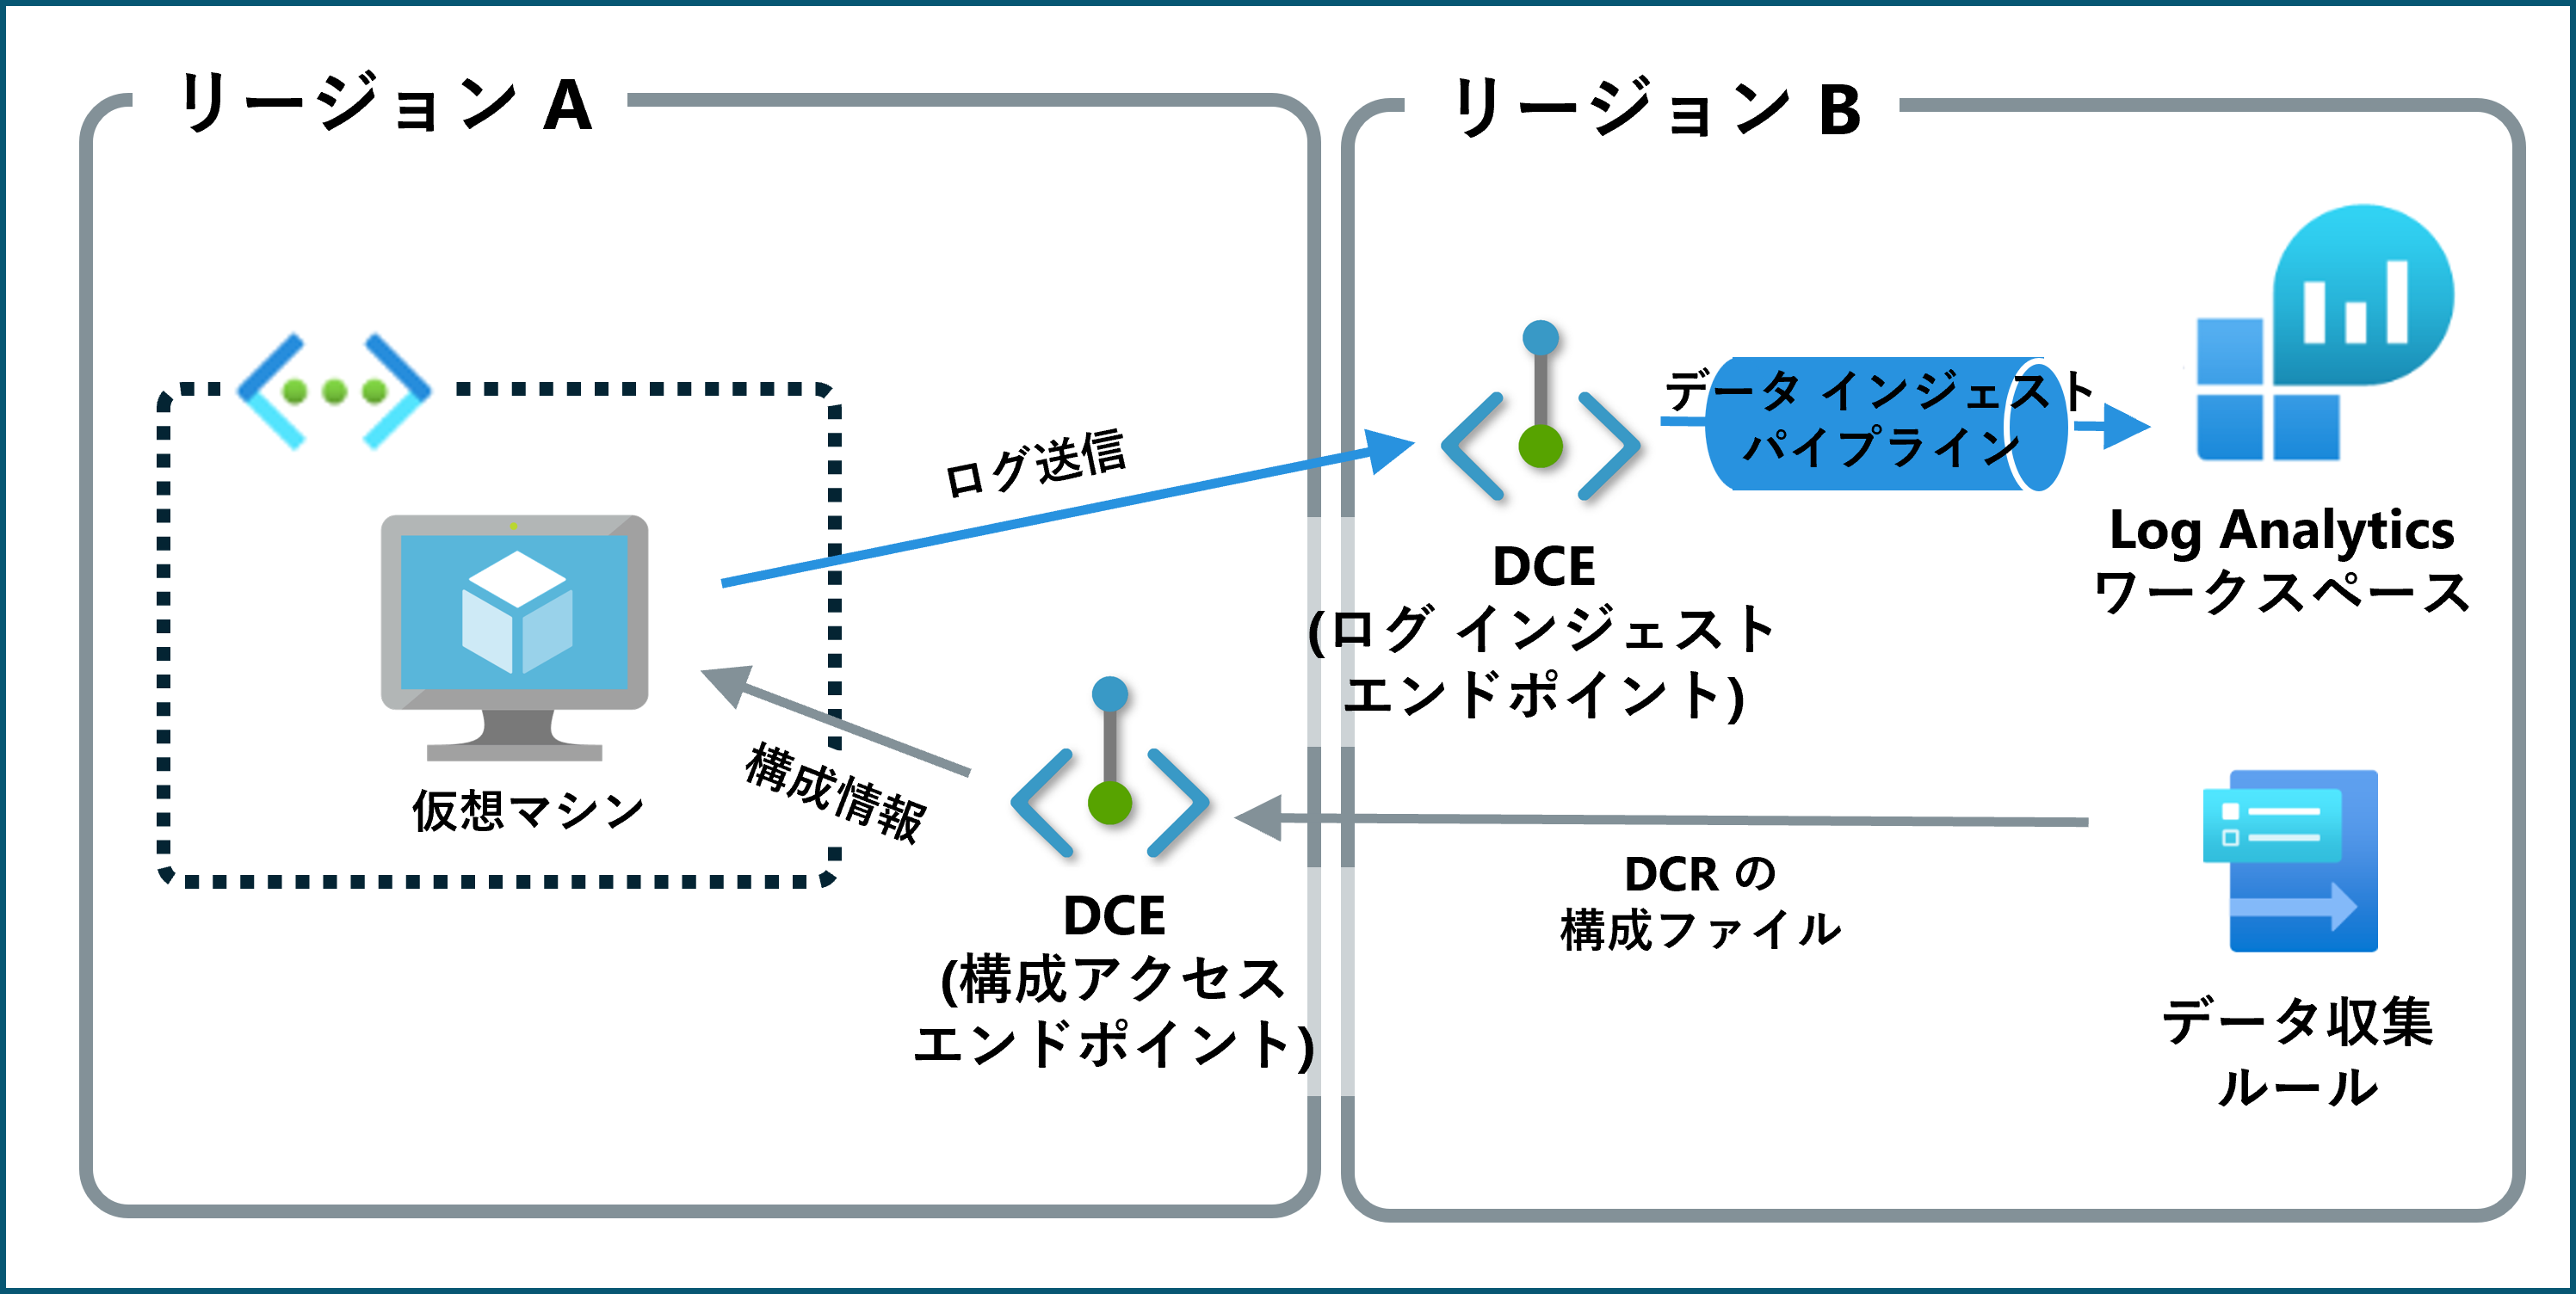 リージョン A
リージョン B
ログ送信
データ インジェスト
パイプライン
Log Analytics
ワークスペース
DCE
(ログ インジェスト
エンドポイント)
仮想マシン
構成情報
DCE
(構成アクセス
エンドポイント)
DCR の
構成ファイル
データ収集
ルール